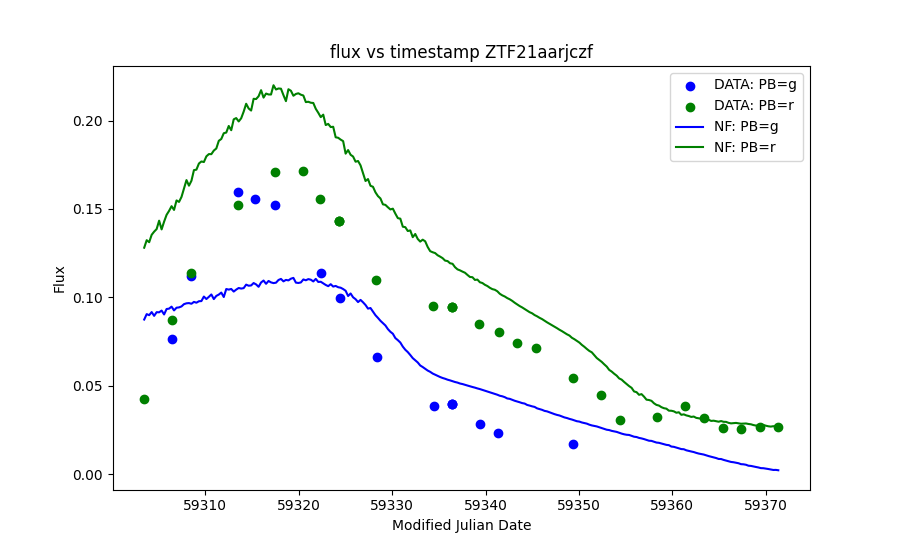 flux vs timestamp ZTF21aarjczf
DATA: PB=g
DATA: PB=r
NF: PB=g
NF: PB=r
0.20
0.15
0.10
0.05
0.00
Flux
59310
59320
59330
59340
59350
59360
59370
Modified Julian Date